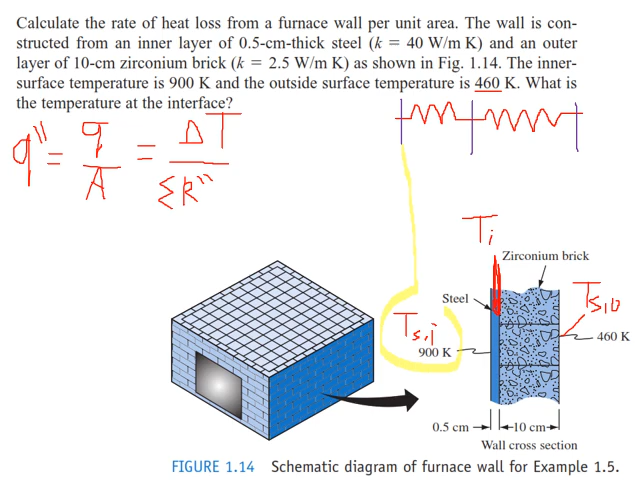 Calculate the rate of heat loss from a furnace wall per unit area. The wall is con-
structed from an inner layer of 0.5-cm-thick steel (k = 40 W/m K) and an outer
layer of 10-cm zirconium brick (k = 2.5 W/m K) as shown in Fig. 1.14. The inner-
surface temperature is 900 K and the outside surface temperature is 460 K. What is
the temperature at the interface?
q" = q/A = ΔT/ΣR"
Ti
Zirconium brick
Steel
Ts,i
Ts,o
900 K
460 K
0.5 cm
10 cm
Wall cross section
FIGURE 1.14 Schematic diagram of furnace wall for Example 1.5.